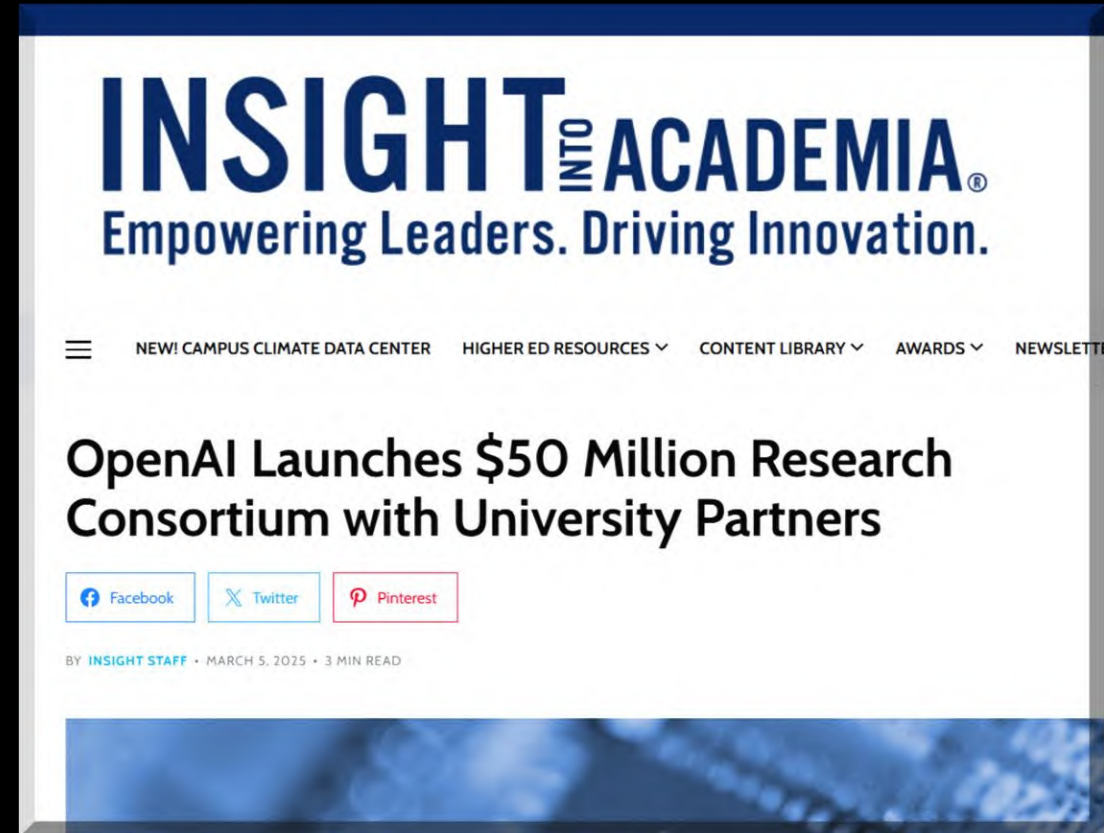 INSIGHT INTO ACADEMIA®
Empowering Leaders. Driving Innovation.
NEW! CAMPUS CLIMATE DATA CENTER HIGHER ED RESOURCES CONTENT LIBRARY AWARDS
OpenAI Launches $50 Million Research
Consortium with University Partners
Facebook Twitter Pinterest
BY INSIGHT STAFF • MARCH 5, 2025 • 3 MIN READ